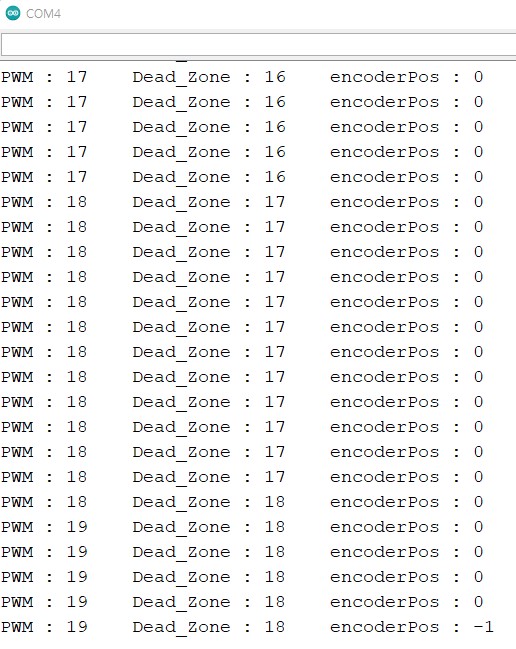 COM4
PWM : 17 Dead_Zone : 16 encoderPos : 0
PWM : 17 Dead_Zone : 16 encoderPos : 0
PWM : 17 Dead_Zone : 16 encoderPos : 0
PWM : 17 Dead_Zone : 16 encoderPos : 0
PWM : 17 Dead_Zone : 16 encoderPos : 0
PWM : 18 Dead_Zone : 17 encoderPos : 0
PWM : 18 Dead_Zone : 17 encoderPos : 0
PWM : 18 Dead_Zone : 17 encoderPos : 0
PWM : 18 Dead_Zone : 17 encoderPos : 0
PWM : 18 Dead_Zone : 17 encoderPos : 0
PWM : 18 Dead_Zone : 17 encoderPos : 0
PWM : 18 Dead_Zone : 17 encoderPos : 0
PWM : 18 Dead_Zone : 17 encoderPos : 0
PWM : 18 Dead_Zone : 17 encoderPos : 0
PWM : 18 Dead_Zone : 17 encoderPos : 0
PWM : 18 Dead_Zone : 17 encoderPos : 0
PWM : 18 Dead_Zone : 17 encoderPos : 0
PWM : 18 Dead_Zone : 18 encoderPos : 0
PWM : 19 Dead_Zone : 18 encoderPos : 0
PWM : 19 Dead_Zone : 18 encoderPos : 0
PWM : 19 Dead_Zone : 18 encoderPos : 0
PWM : 19 Dead_Zone : 18 encoderPos : 0
PWM : 19 Dead_Zone : 18 encoderPos : -1